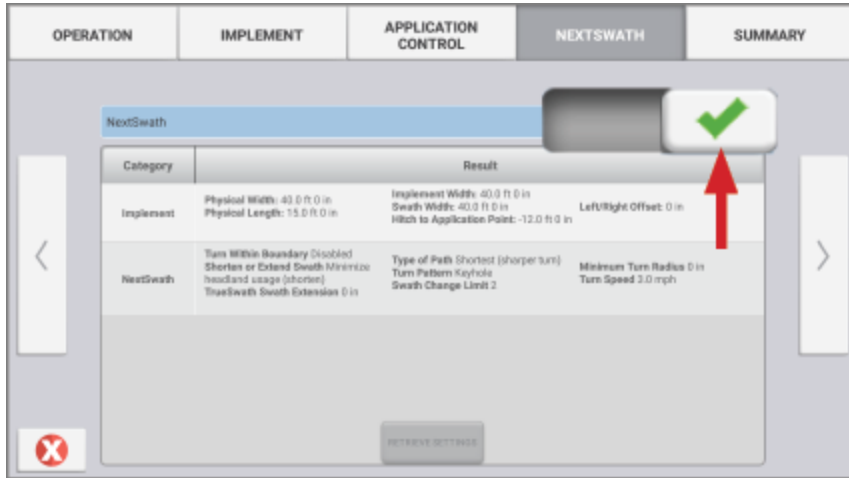 OPERATION
IMPLEMENT
APPLICATION
CONTROL
NEXTSWATH
SUMMARY
NextSwath
Category
Result
Implement
Physical Width: 40.0 ft 0 in
Physical Length: 15.0 ft 0 in
Implement Width: 40.0 ft 0 in
Swath Width: 40.0 ft 0 in
Hitch to Application Point: -12.0 ft 0 in
Left/Right Offset: 0 in
NextSwath
Turn Within Boundary Disabled
Shorten or Extend Swath Minimize
headland usage (shorten)
TrueSwath Swath Extension 0 in
Type of Path Shortest (sharper turn)
Turn Pattern Keyhole
Swath Change Limit 2
Minimum Turn Radius 0 in
Turn Speed 3.0 mph
RETRIEVE SETTINGS